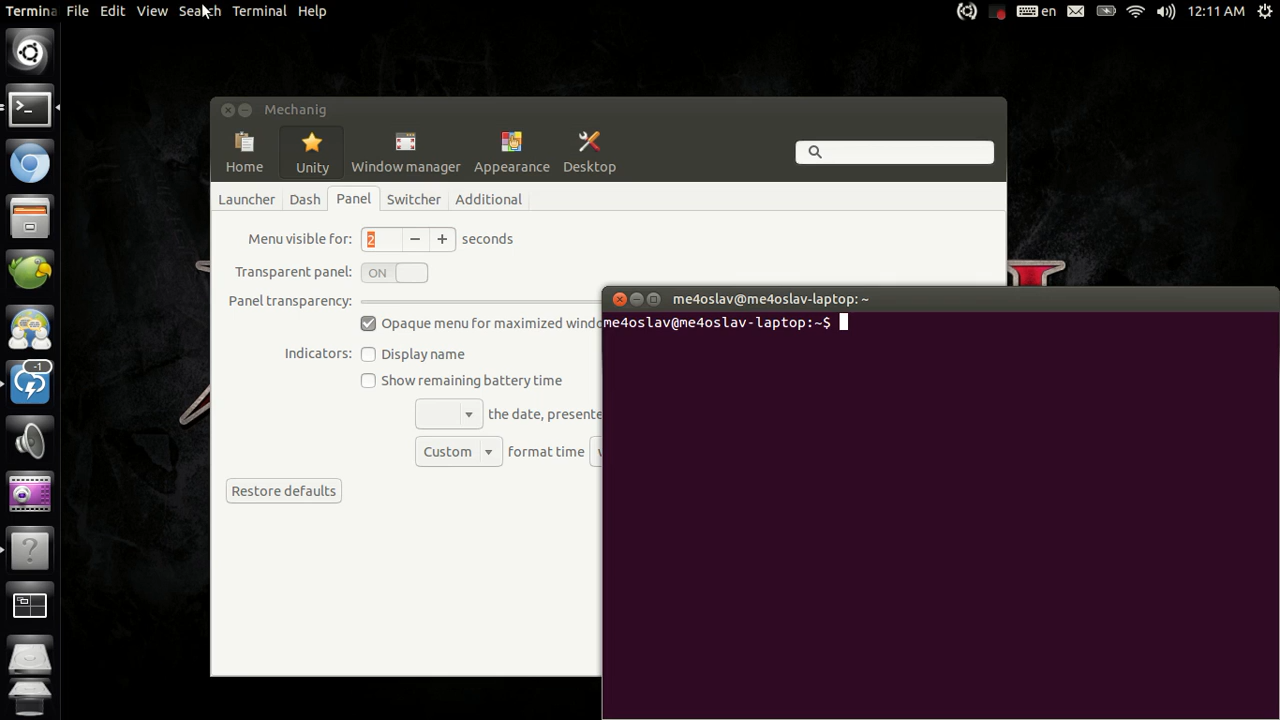 Termina File Edit View Search Terminal Help en 12:11 AM
Mechanig
Home Unity Window manager Appearance Desktop
Launcher Dash Panel Switcher Additional
Menu visible for: 2 seconds
Transparent panel: ON
Panel transparency:
Opaque menu for maximized windo
Indicators: Display name
Show remaining battery time
the date, presente
Custom format time
Restore defaults
me4oslav@me4oslav-laptop: ~
me4oslav@me4oslav-laptop:~$
-1